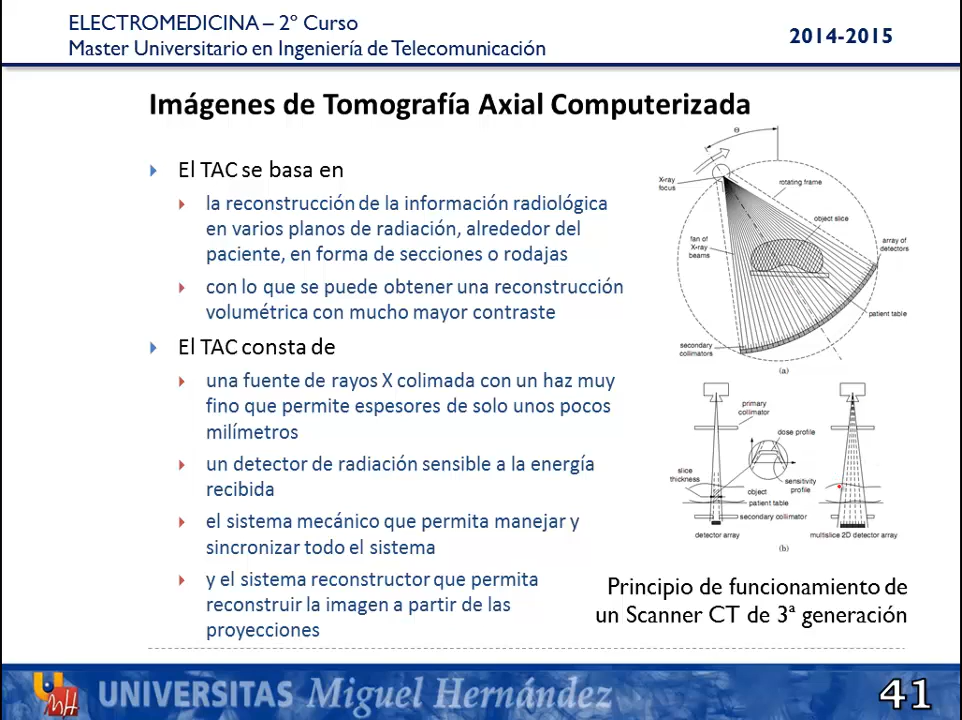 ELECTROMEDICINA – 2º Curso
Master Universitario en Ingeniería de Telecomunicación
2014-2015
Imágenes de Tomografía Axial Computerizada
El TAC se basa en
la reconstrucción de la información radiológica
en varios planos de radiación, alrededor del
paciente, en forma de secciones o rodajas
con lo que se puede obtener una reconstrucción
volumétrica con mucho mayor contraste
El TAC consta de
una fuente de rayos X colimada con un haz muy
fino que permite espesores de solo unos pocos
milímetros
un detector de radiación sensible a la energía
recibida
el sistema mecánico que permita manejar y
sincronizar todo el sistema
y el sistema reconstructor que permita
reconstruir la imagen a partir de las
proyecciones
Θ
X-ray
focus
rotating frame
object slice
fan of
X-ray
beams
array of
detectors
patient table
secondary
collimators
(a)
primary
collimator
dose profile
slice
thickness
sensitivity
profile
object
patient table
secondary collimator
detector array
multislice 2D detector array
(b)
Principio de funcionamiento de
un Scanner CT de 3ª generación
UNIVERSITAS Miguel Hernández
41